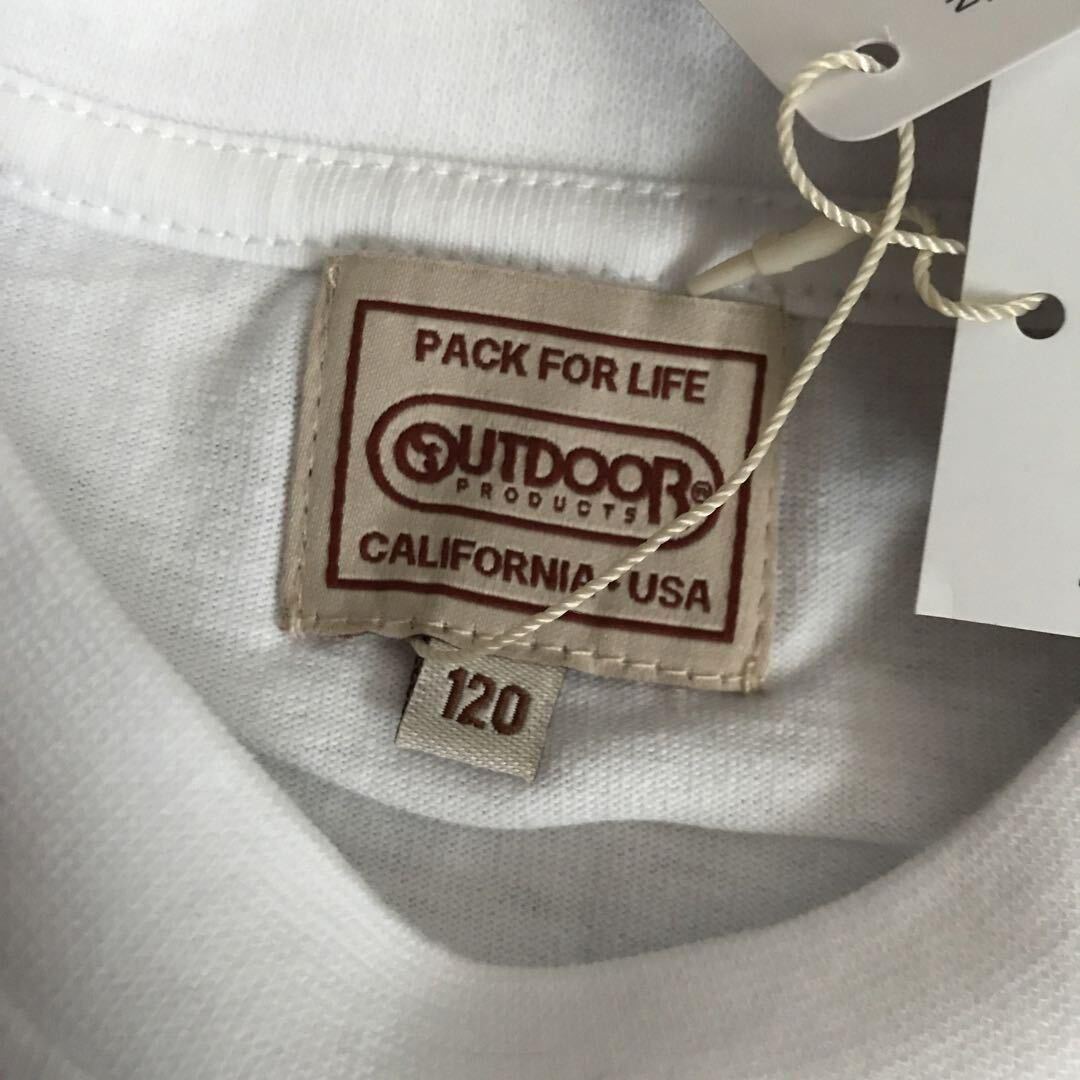 PACK FOR LIFE
OUTDOOR®
PRODUCTS
CALIFORNIA · USA
120